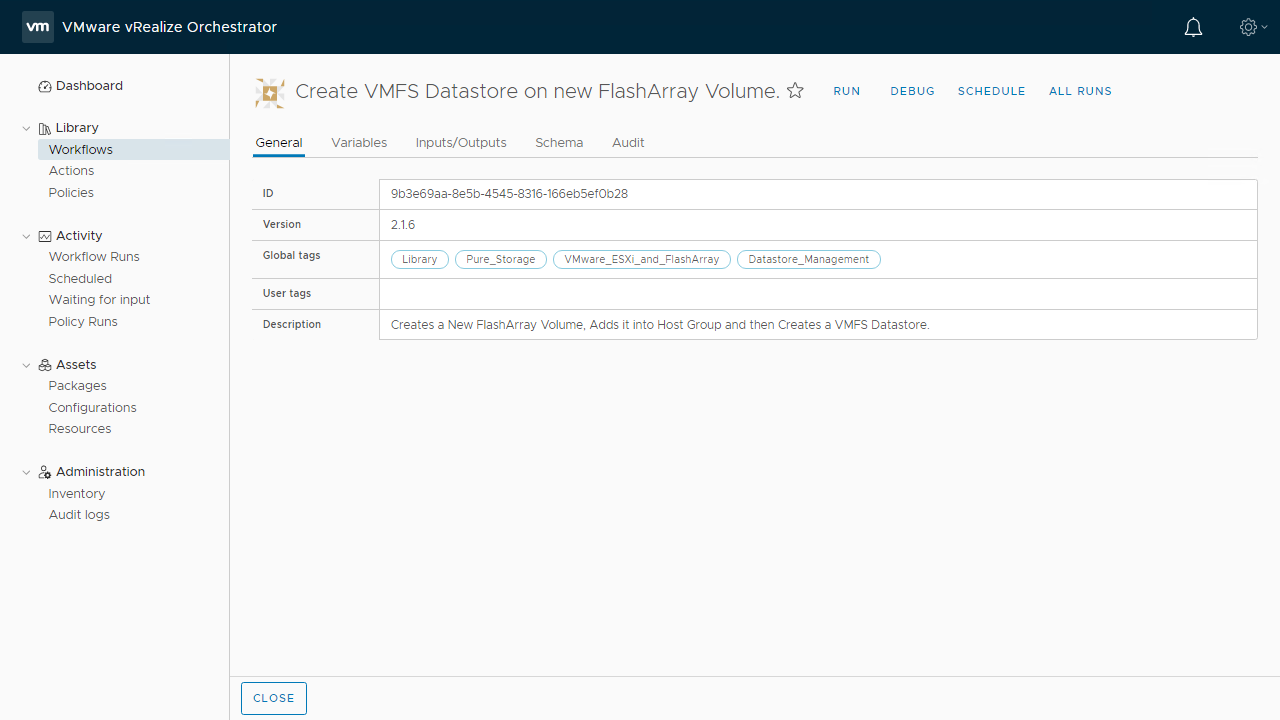 vm VMware vRealize Orchestrator
Dashboard
Library
Workflows
Actions
Policies
Activity
Workflow Runs
Scheduled
Waiting for input
Policy Runs
Assets
Packages
Configurations
Resources
Administration
Inventory
Audit logs
Create VMFS Datastore on new FlashArray Volume. RUN DEBUG SCHEDULE ALL RUNS
General Variables Inputs/Outputs Schema Audit
ID 9b3e69aa-8e5b-4545-8316-166eb5ef0b28
Version 2.1.6
Global tags Library Pure_Storage VMware_ESXi_and_FlashArray Datastore_Management
User tags
Description Creates a New FlashArray Volume, Adds it into Host Group and then Creates a VMFS Datastore.
CLOSE